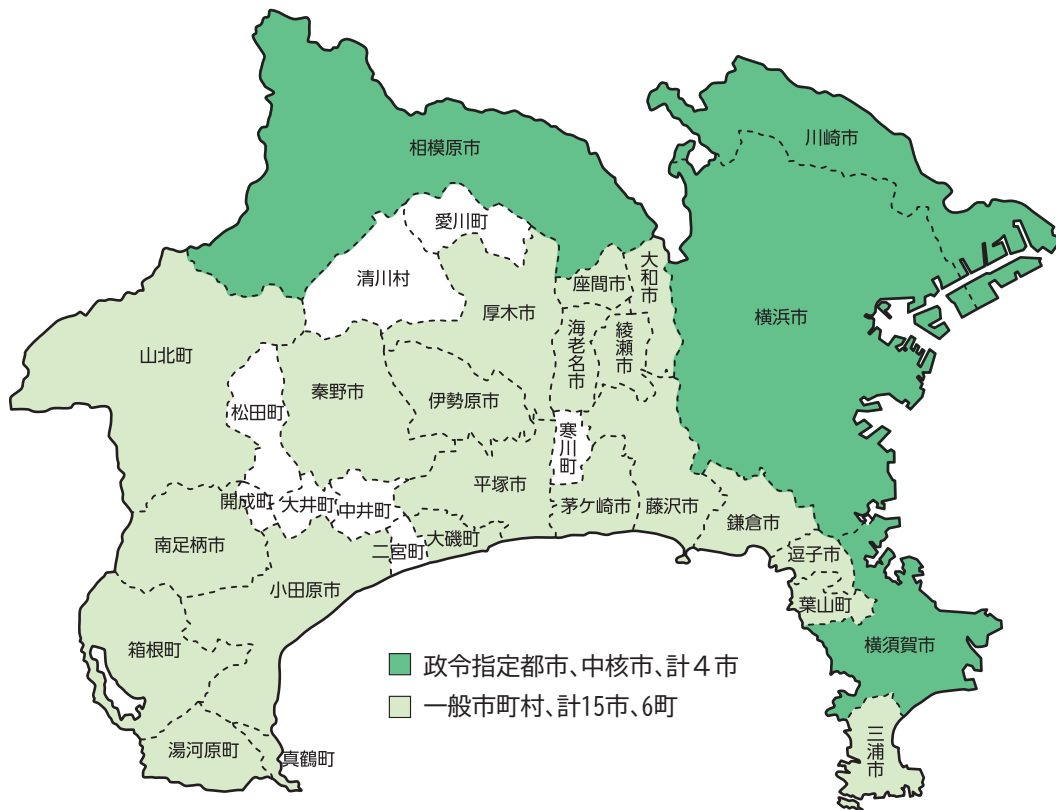 川崎市
相模原市
愛川町
大和市
清川村
座間市
厚木市
横浜市
海老名市
綾瀬市
山北町
秦野市
伊勢原市
松田町
寒川町
平塚市
開成町
大井町
中井町
茅ケ崎市
藤沢市
鎌倉市
南足柄市
大磯町
二宮町
逗子市
小田原市
葉山町
箱根町
横須賀市
政令指定都市、中核市、計４市
一般市町村、計15市、6町
湯河原町
真鶴町
三浦市